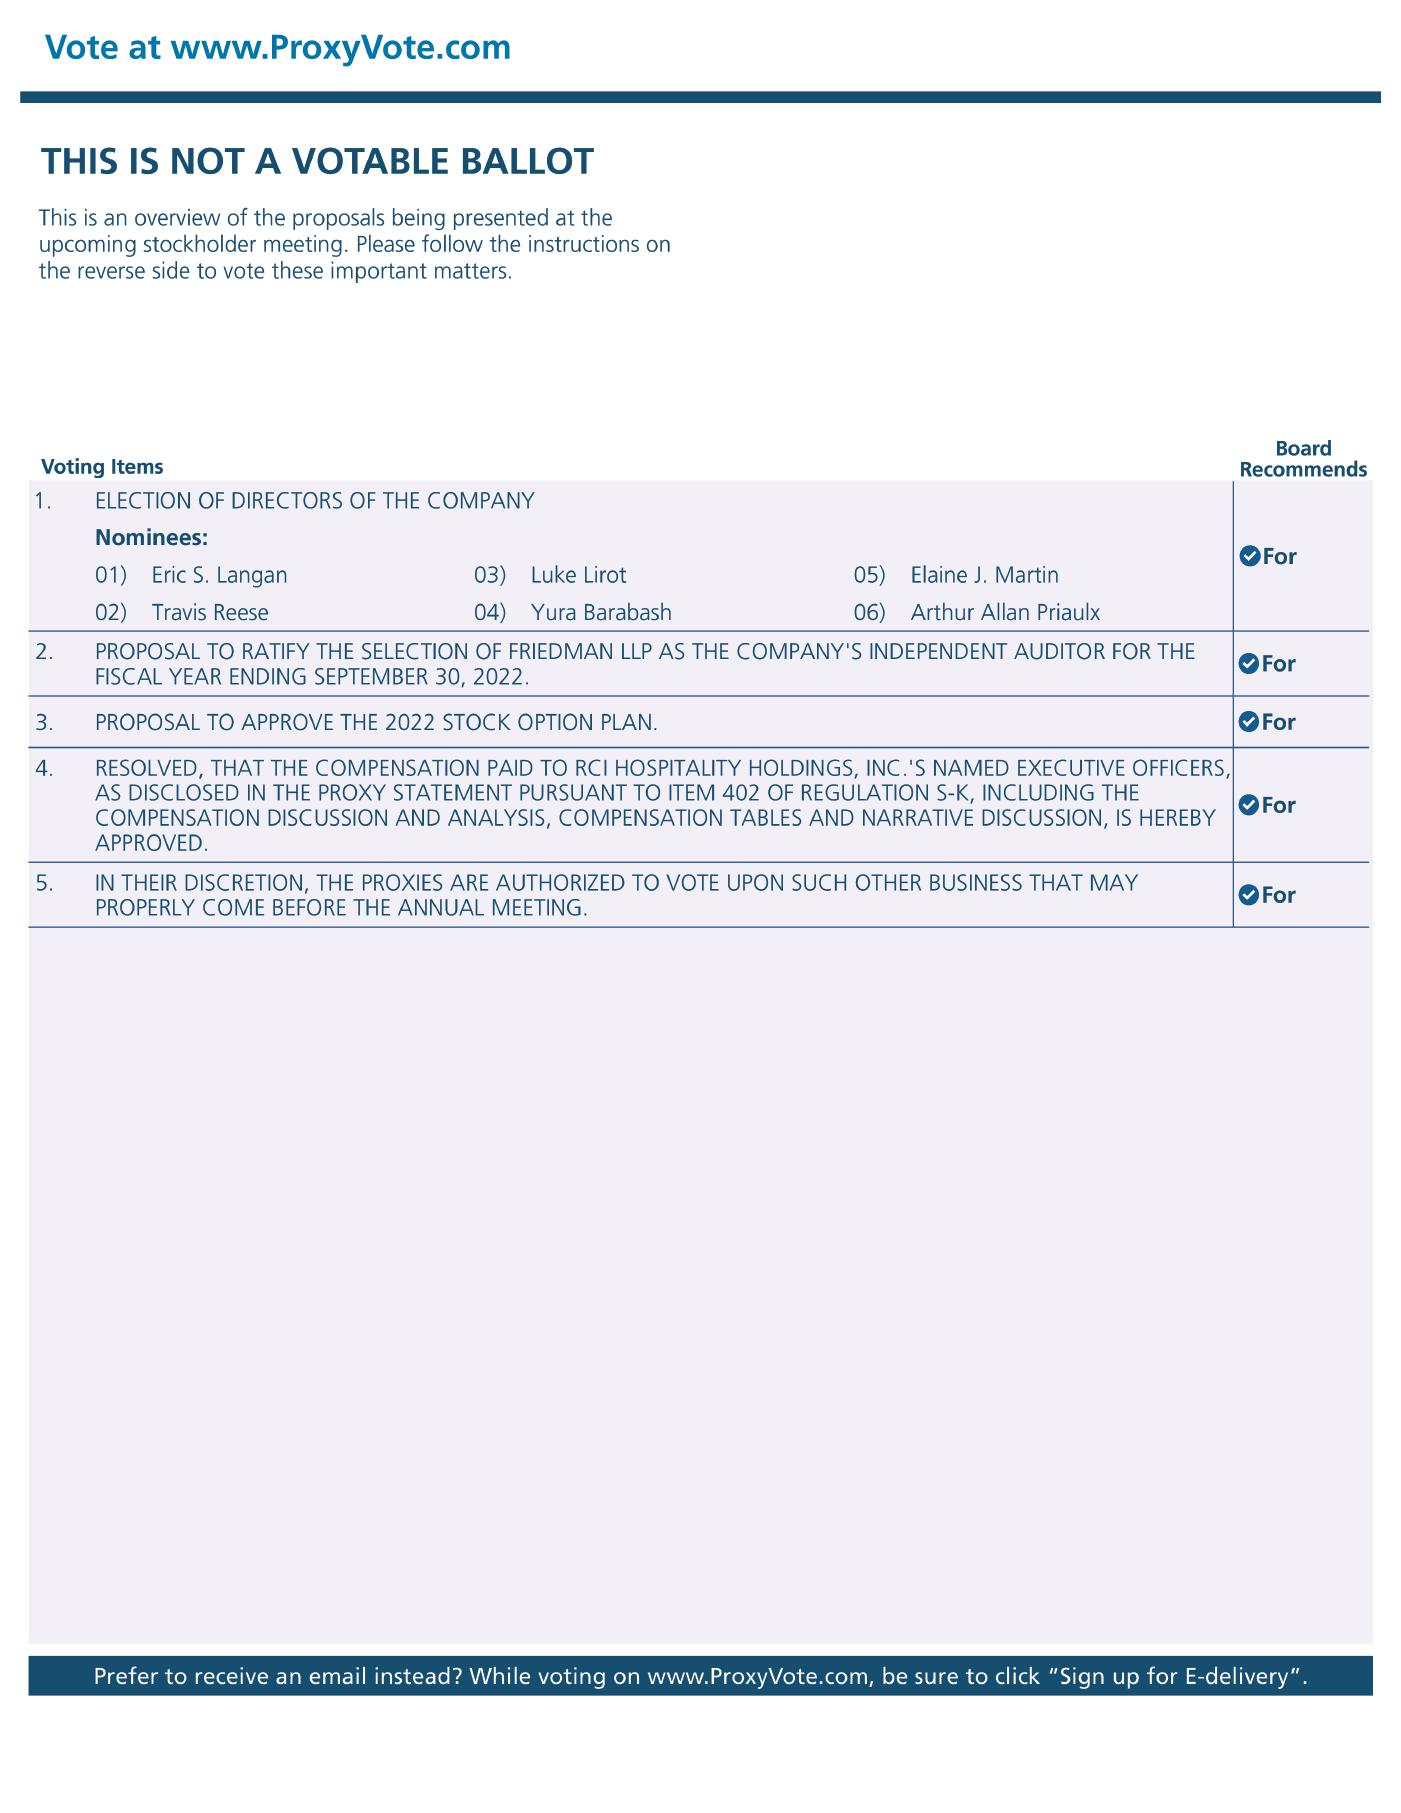 Vote at www.ProxyVote.com
THIS IS NOT A VOTABLE BALLOT
This is an overview of the proposals being presented at the
upcoming stockholder meeting. Please follow the instructions on
the reverse side to vote these important matters.
Voting Items
Board
Recommends
1. ELECTION OF DIRECTORS OF THE COMPANY
Nominees:
01) Eric S. Langan 03) Luke Lirot 05) Elaine J. Martin
02) Travis Reese 04) Yura Barabash 06) Arthur Allan Priaulx
For
2. PROPOSAL TO RATIFY THE SELECTION OF FRIEDMAN LLP AS THE COMPANY'S INDEPENDENT AUDITOR FOR THE
FISCAL YEAR ENDING SEPTEMBER 30, 2022.
For
3. PROPOSAL TO APPROVE THE 2022 STOCK OPTION PLAN.
For
4. RESOLVED, THAT THE COMPENSATION PAID TO RCI HOSPITALITY HOLDINGS, INC.'S NAMED EXECUTIVE OFFICERS,
AS DISCLOSED IN THE PROXY STATEMENT PURSUANT TO ITEM 402 OF REGULATION S-K, INCLUDING THE
COMPENSATION DISCUSSION AND ANALYSIS, COMPENSATION TABLES AND NARRATIVE DISCUSSION, IS HEREBY
APPROVED.
For
5. IN THEIR DISCRETION, THE PROXIES ARE AUTHORIZED TO VOTE UPON SUCH OTHER BUSINESS THAT MAY
PROPERLY COME BEFORE THE ANNUAL MEETING.
For
Prefer to receive an email instead? While voting on www.ProxyVote.com, be sure to click “Sign up for E-delivery“.